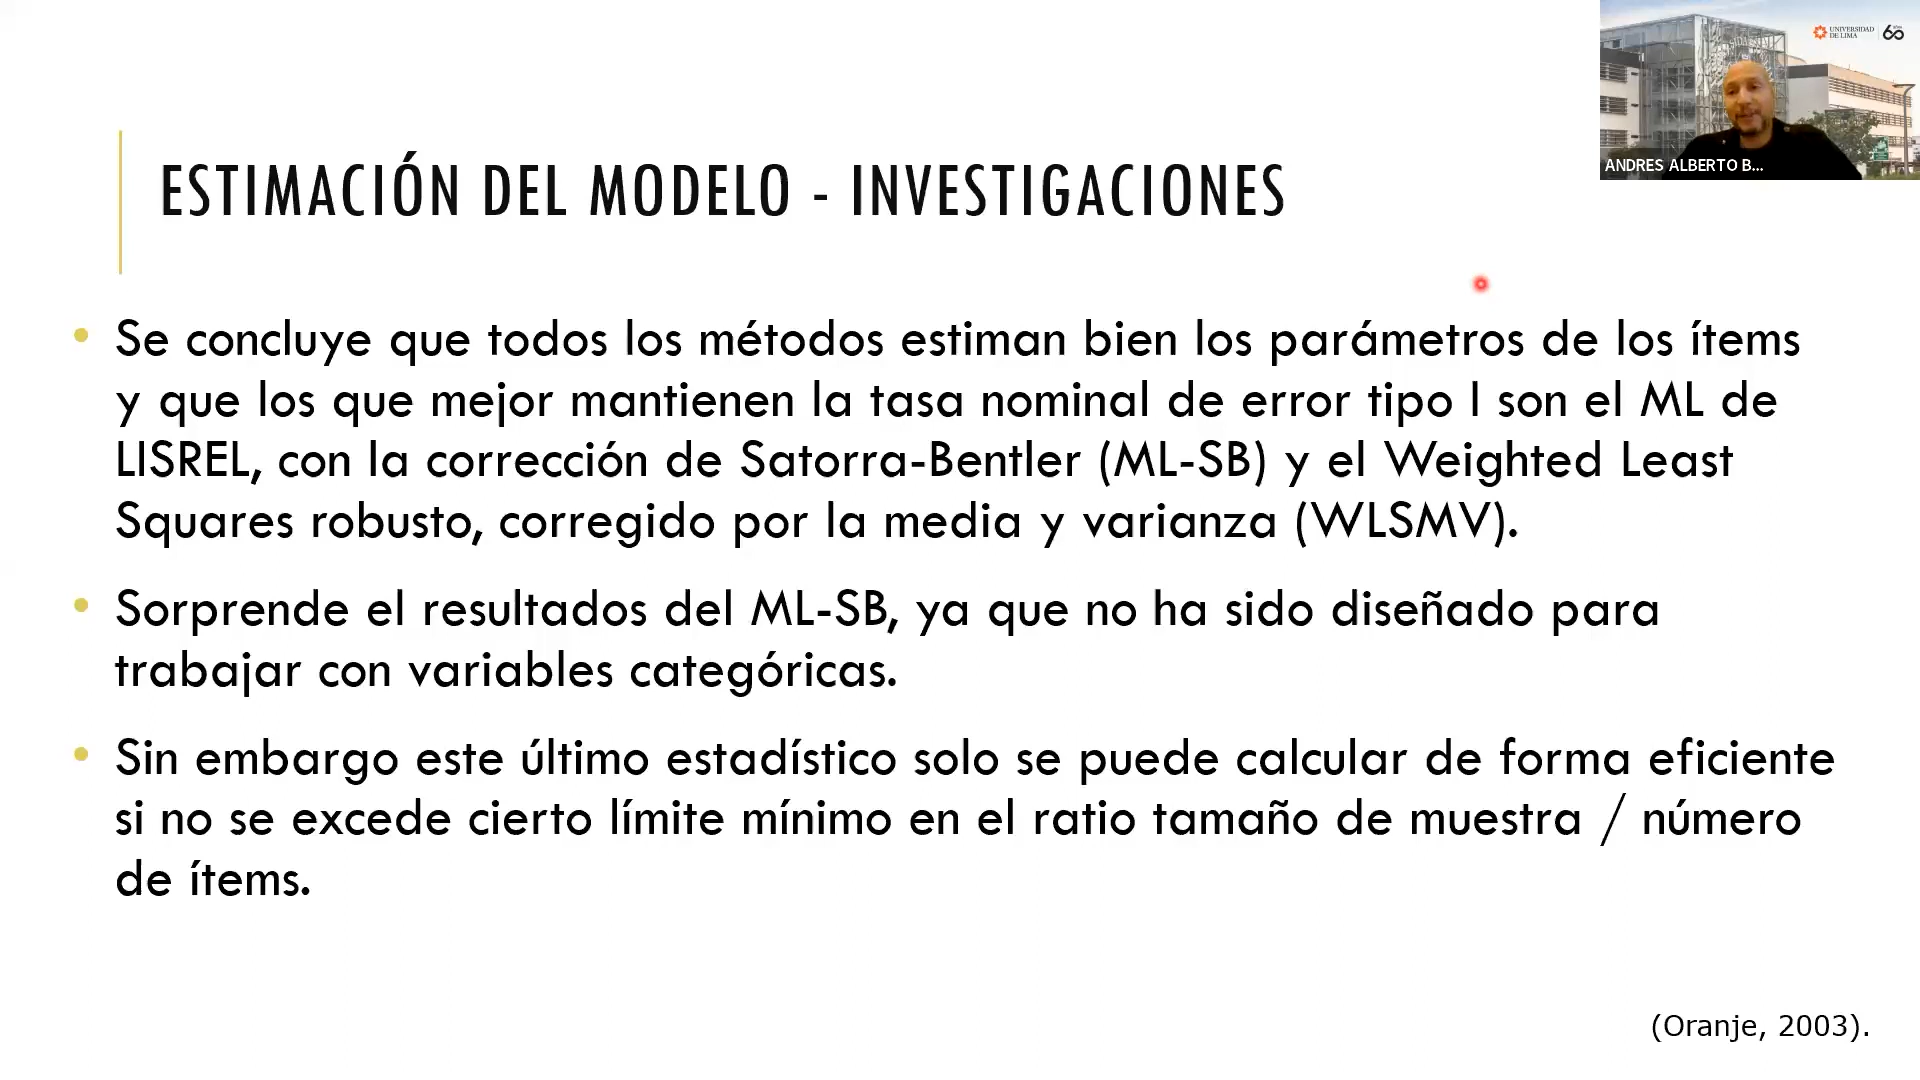 UNIVERSIDAD
DE LIMA
60
ANDRES ALBERTO B...
ESTIMACIÓN DEL MODELO - INVESTIGACIONES
• Se concluye que todos los métodos estiman bien los parámetros de los ítems
y que los que mejor mantienen la tasa nominal de error tipo I son el ML de
LISREL, con la corrección de Satorra-Bentler (ML-SB) y el Weighted Least
Squares robusto, corregido por la media y varianza (WLSMV).
• Sorprende el resultados del ML-SB, ya que no ha sido diseñado para
trabajar con variables categóricas.
• Sin embargo este último estadístico solo se puede calcular de forma eficiente
si no se excede cierto límite mínimo en el ratio tamaño de muestra / número
de ítems.
(Oranje, 2003).